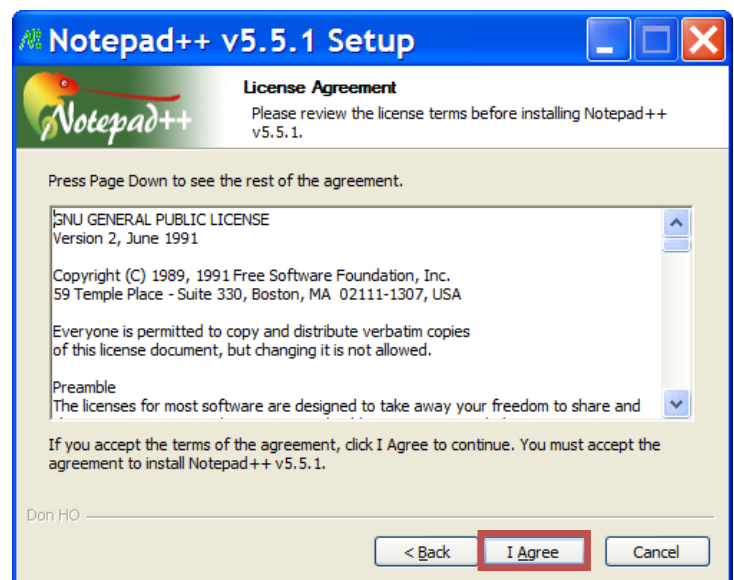 Notepad++ v5.5.1 Setup
Notepad++
License Agreement
Please review the license terms before installing Notepad++
v5.5.1.
Press Page Down to see the rest of the agreement.
GNU GENERAL PUBLIC LICENSE
Version 2, June 1991
Copyright (C) 1989, 1991 Free Software Foundation, Inc.
59 Temple Place - Suite 330, Boston, MA 02111-1307, USA
Everyone is permitted to copy and distribute verbatim copies
of this license document, but changing it is not allowed.
Preamble
The licenses for most software are designed to take away your freedom to share and
If you accept the terms of the agreement, click I Agree to continue. You must accept the
agreement to install Notepad++ v5.5.1.
Don HO
< Back I Agree Cancel